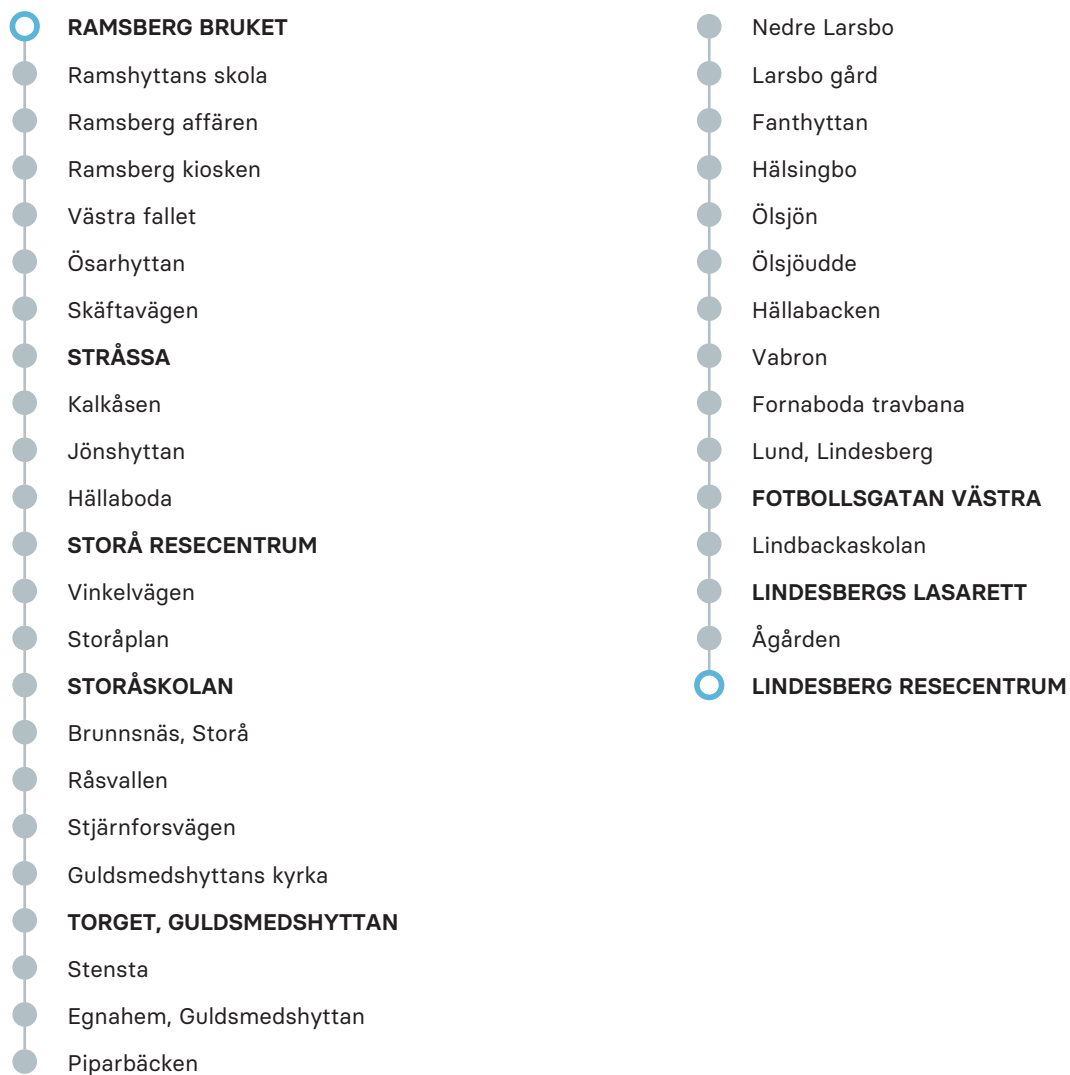 RAMSBERG BRUKET
Ramshyttans skola
Ramsberg affären
Ramsberg kiosken
Västra fallet
Ösarhyttan
Skäftavägen
STRÅSSA
Kalkåsen
Jönshyttan
Hällaboda
STORÅ RESECENTRUM
Vinkelvägen
Storåplan
STORÅSKOLAN
Brunnsnäs, Storå
Råsvallen
Stjärnforsvägen
Guldsmedshyttans kyrka
TORGET, GULDSMEDSHYTTAN
Stensta
Egnahem, Guldsmedshyttan
Piparbäcken
Nedre Larsbo
Larsbo gård
Fanthyttan
Hälsingbo
Ölsjön
Ölsjöudde
Hällabacken
Vabron
Fornaboda travbana
Lund, Lindesberg
FOTBOLLSGATAN VÄSTRA
Lindbackaskolan
LINDESBERGS LASARETT
Ågården
LINDESBERG RESECENTRUM